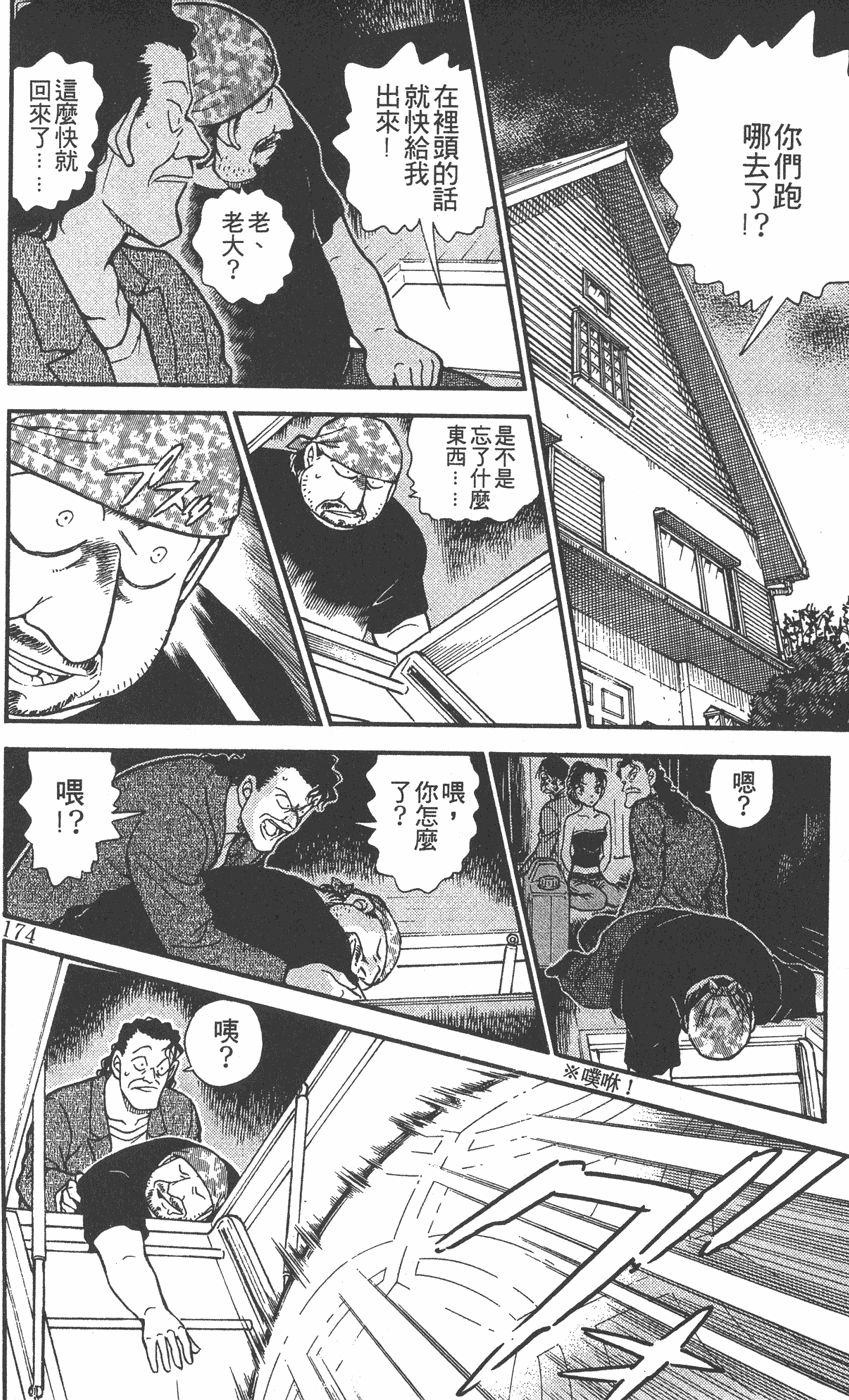 你們跑
哪去了!?
在裡頭的話
就快給我
出來!
老、
老大?
這麼快就
回來了……
是不是
忘了什麼
東西……
嗯?
喂,
你怎麼
了?
喂!?
174
※噗咻!
咦?